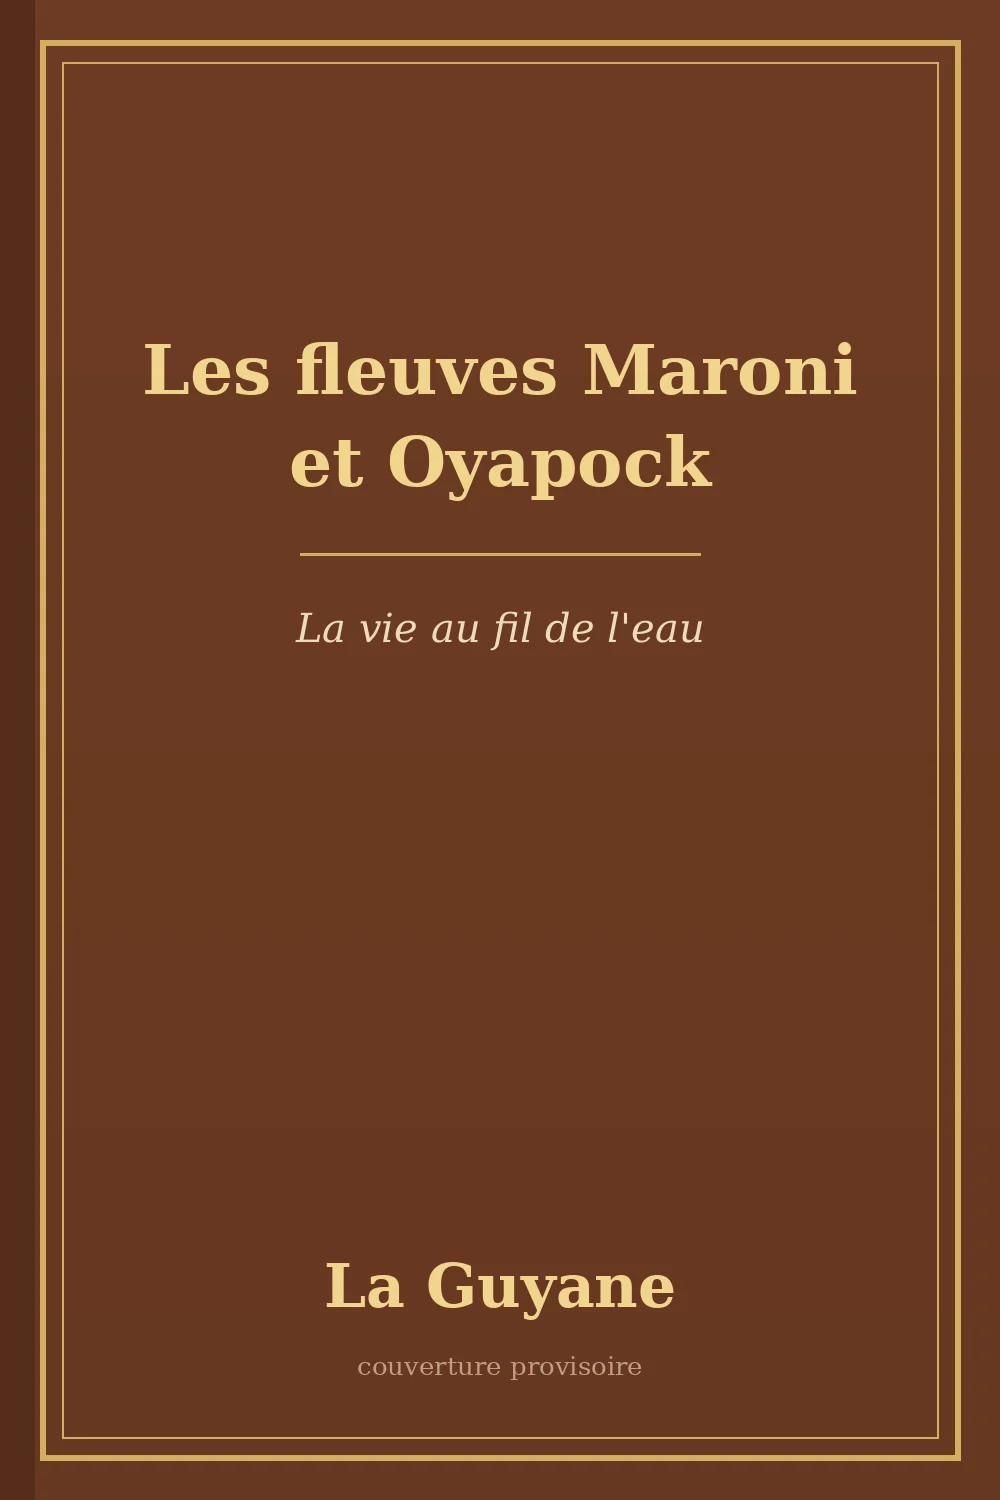 Les fleuves Maroni
et Oyapock
La vie au fil de l'eau
La Guyane
couverture provisoire